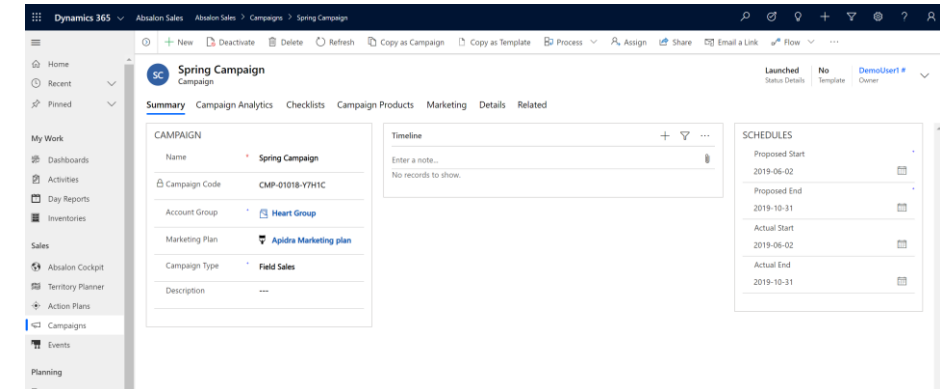 Dynamics 365 Absalon Sales Absalon Sales > Campaigns > Spring Campaign
+ New Deactivate Delete Refresh Copy as Campaign Copy as Template Process Assign Share Email a Link Flow ...
Home
Recent
Pinned
My Work
Dashboards
Activities
Day Reports
Inventories
Sales
Absalon Cockpit
Territory Planner
Action Plans
Campaigns
Events
Planning
SC
Spring Campaign
Campaign
Launched
Status Details
No
Template
DemoUser1 #
Owner
Summary Campaign Analytics Checklists Campaign Products Marketing Details Related
CAMPAIGN
Name * Spring Campaign
Campaign Code CMP-01018-Y7H1C
Account Group Heart Group
Marketing Plan Apidra Marketing plan
Campaign Type Field Sales
Description ---
Timeline
Enter a note...
No records to show.
SCHEDULES
Proposed Start
2019-06-02
Proposed End
2019-10-31
Actual Start
2019-06-02
Actual End
2019-10-31